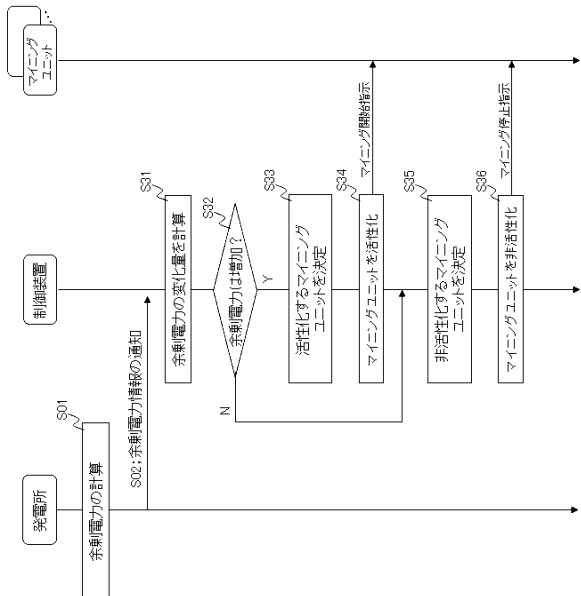 発電所
制御装置
マイニング
ユニット
S01
余剰電力の計算
S02;余剰電力情報の通知
S31
余剰電力の変化量を計算
S32
余剰電力は増加?
Y
N
S33
活性化するマイニング
ユニットを決定
S34
マイニグユニットを活性化
マイニング開始指示
S35
非活性化するマイニング
ユニットを決定
S36
マイニングユニットを非活性化
マイニング停止指示